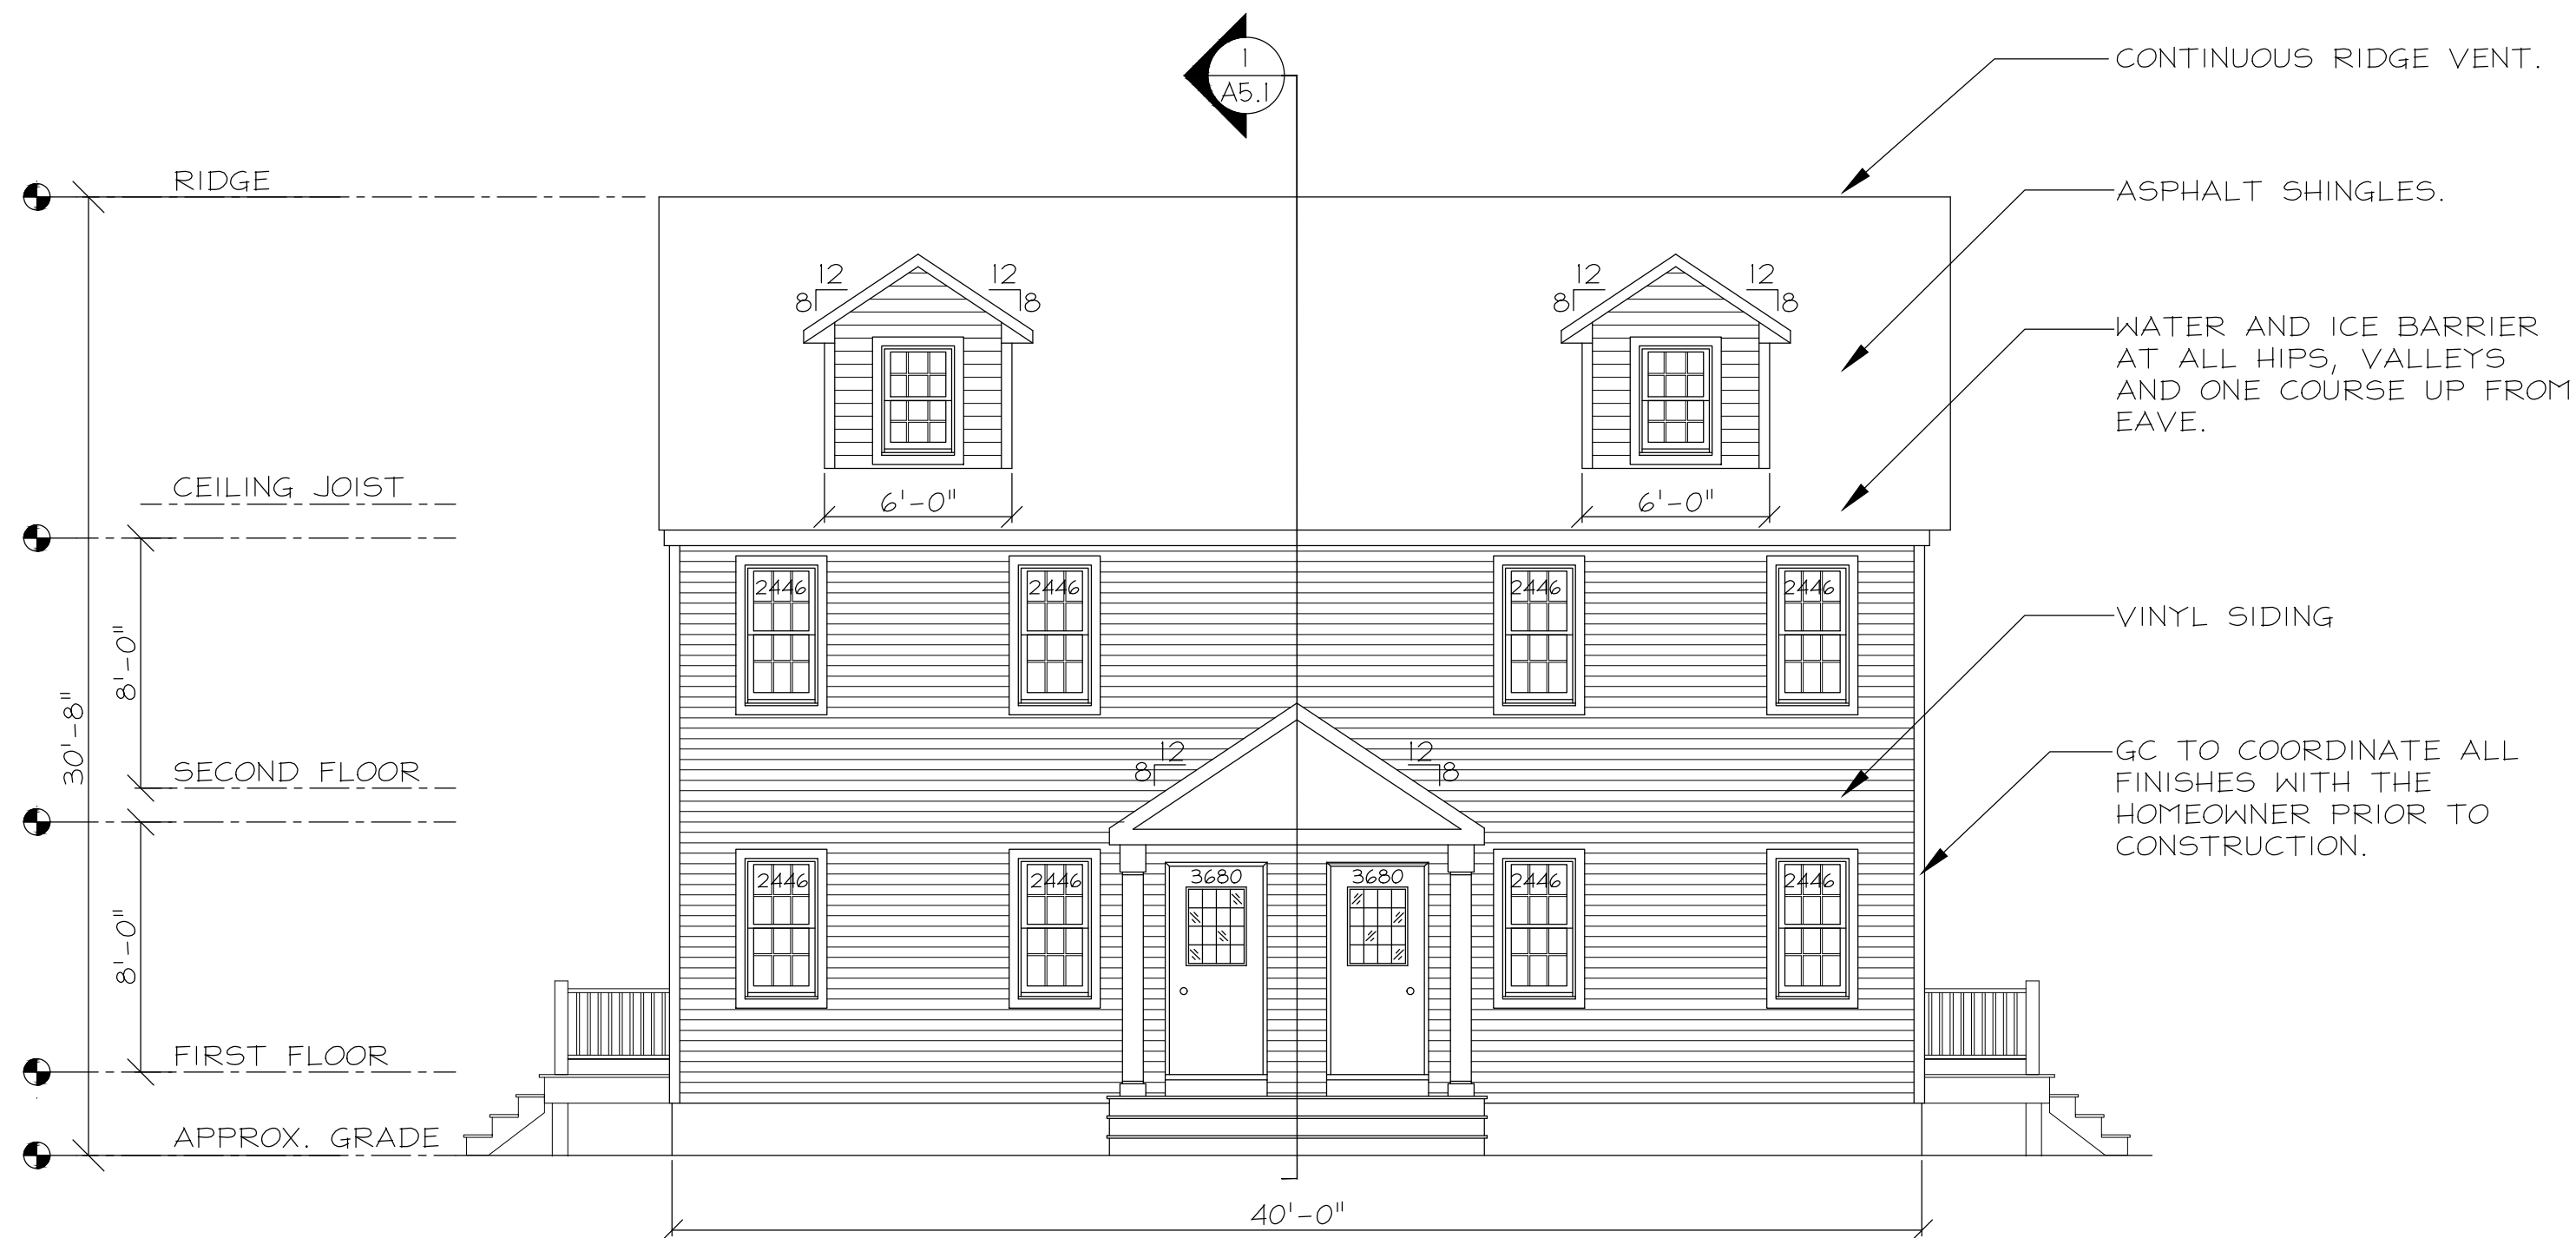 1
A5.1
CONTINUOUS RIDGE VENT.
RIDGE
ASPHALT SHINGLES.
12
8
12
8
12
8
12
8
WATER AND ICE BARRIER
AT ALL HIPS, VALLEYS
AND ONE COURSE UP FROM
EAVE.
CEILING JOIST
6'-0"
6'-0"
2446
2446
2446
2446
VINYL SIDING
8'-0"
30'-8"
SECOND FLOOR
12
8
12
8
GC TO COORDINATE ALL
FINISHES WITH THE
HOMEOWNER PRIOR TO
CONSTRUCTION.
2446
2446
3680
3680
2446
2446
8'-0"
FIRST FLOOR
APPROX. GRADE
40'-0"